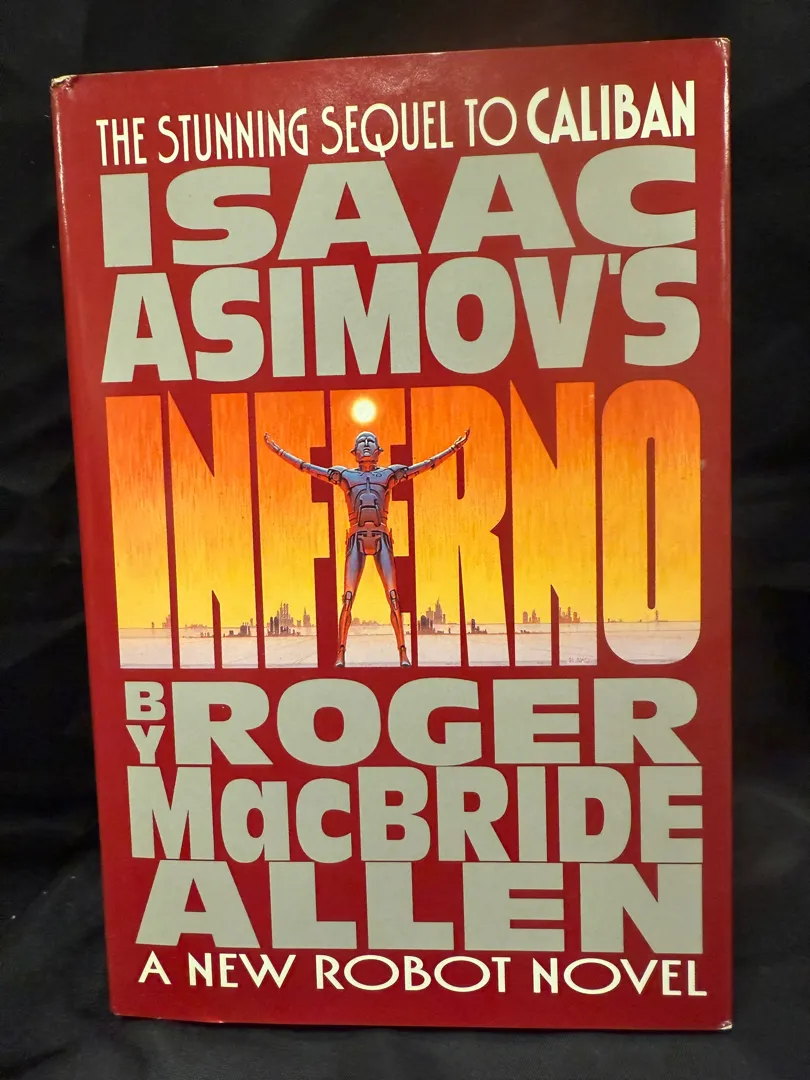 THE STUNNING SEQUEL TO CALIBAN
ISAAC
ASIMOV'S
INFERNO
BY ROGER
MacBRIDE
ALLEN
A NEW ROBOT NOVEL